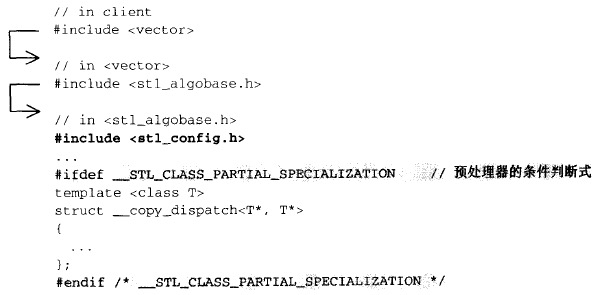 // in client
#include <vector>
// in <vector>
#include <stl_algobase.h>
// in <stl_algobase.h>
#include <stl_config.h>
...
#ifdef __STL_CLASS_PARTIAL_SPECIALIZATION // 预处理器的条件判断式
template <class T>
struct __copy_dispatch<T*, T*>
{
...
};
#endif /* __STL_CLASS_PARTIAL_SPECIALIZATION */